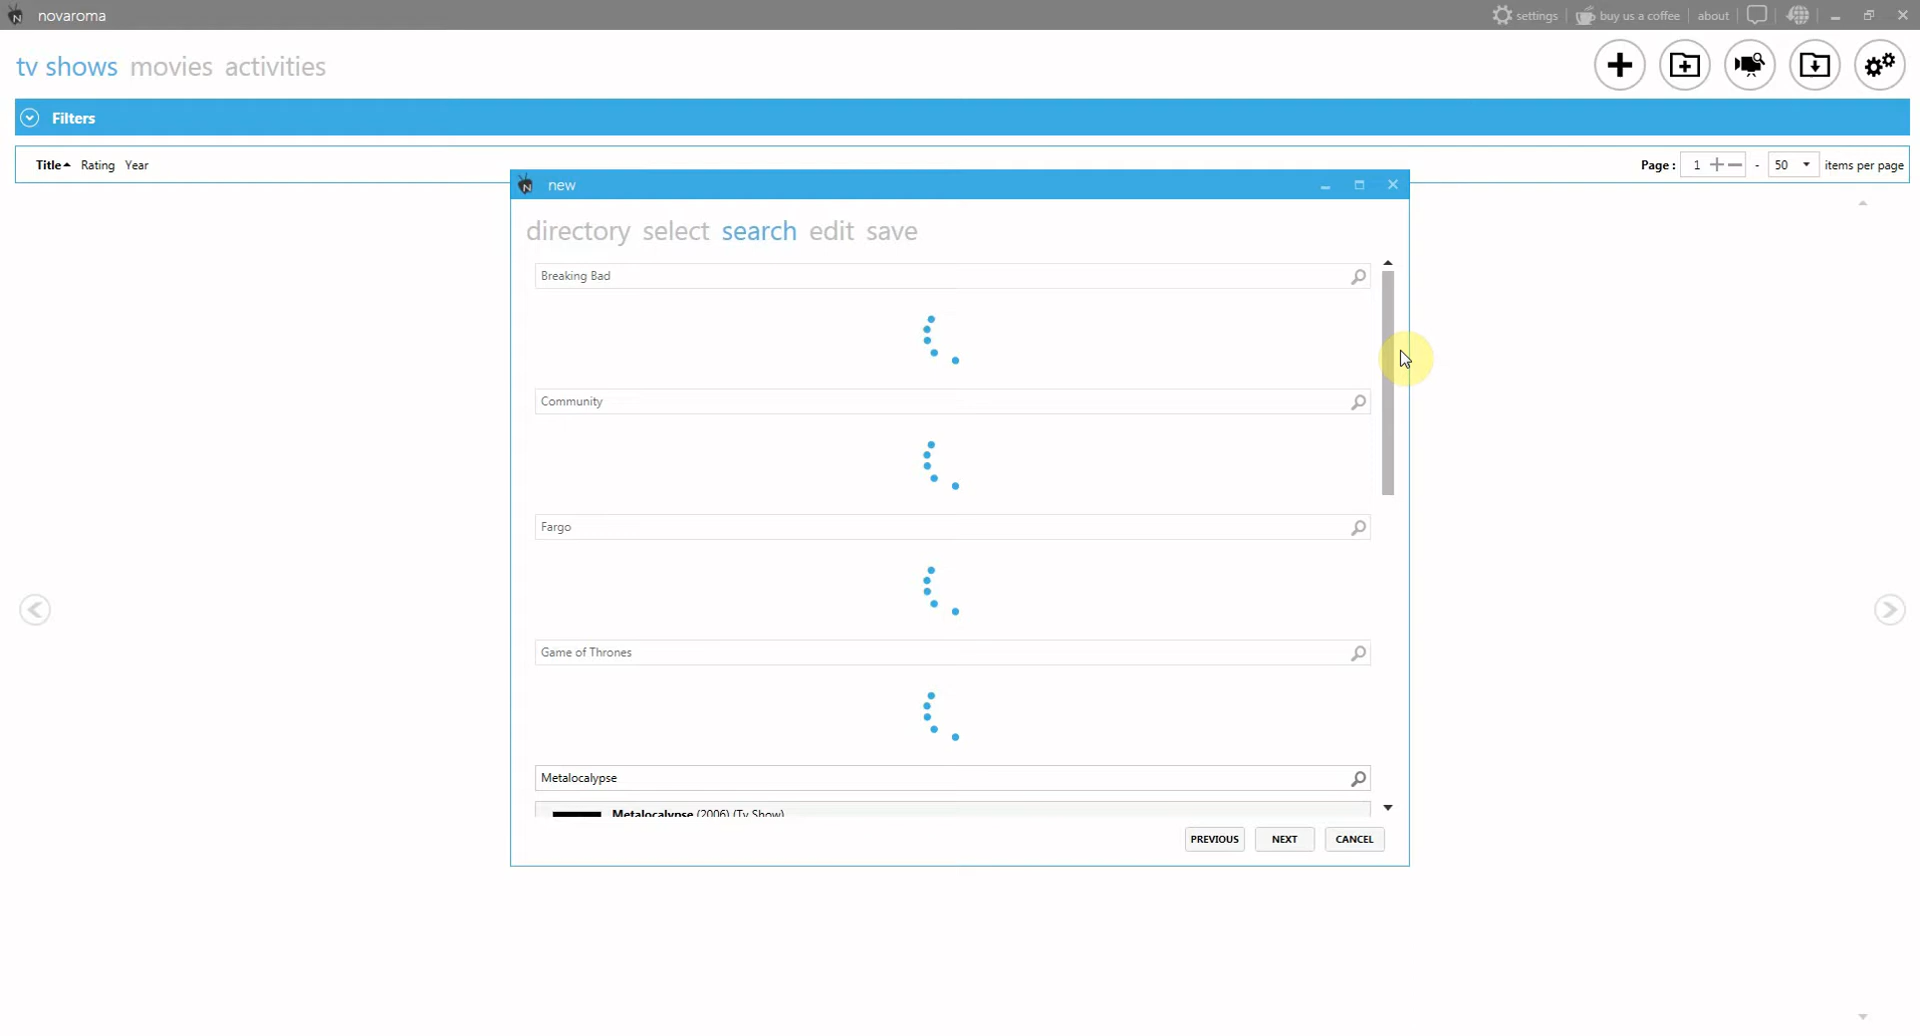 novaroma
settings buy us a coffee about
tv shows movies activities
Filters
Title Rating Year
Page : 1 - 50 items per page
new
directory select search edit save
Breaking Bad
Community
Fargo
Game of Thrones
Metalocalypse
Metalocalypse (2006) (Tv Show)
PREVIOUS NEXT CANCEL